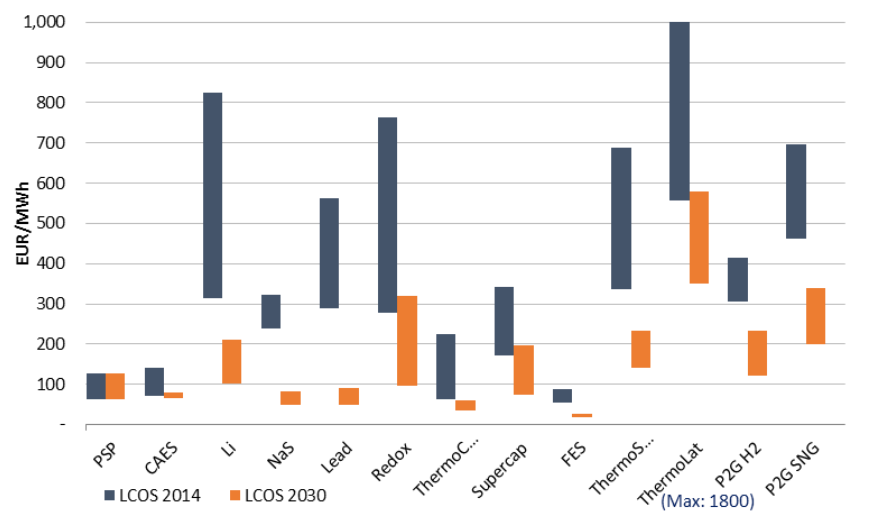 1,000
900
800
700
600
500
400
300
200
100
-
EUR/MWh
PSP
CAES
Li
NaS
Lead
Redox
ThermoC...
Supercap
FES
ThermoS...
ThermoLat
P2G H2
P2G SNG
(Max: 1800)
LCOS 2014
LCOS 2030